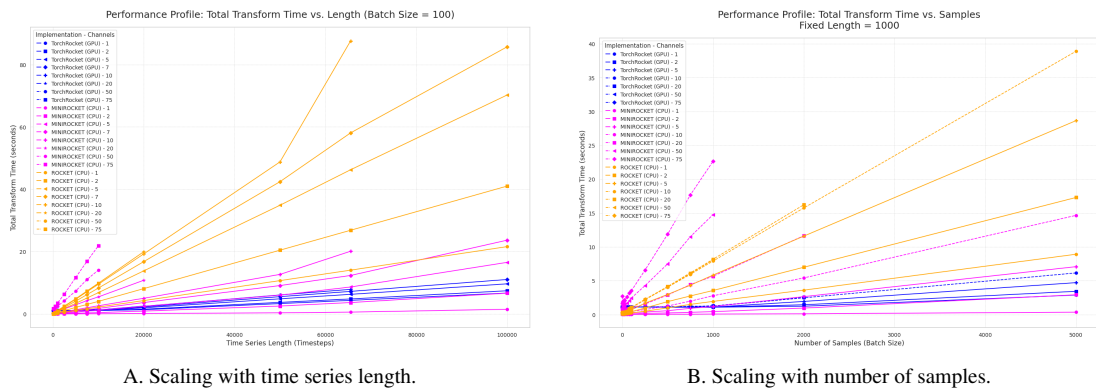 Performance Profile: Total Transform Time vs. Length (Batch Size = 100)
Total Transform Time (seconds)
80
60
40
20
0
Implementation - Channels
TorchRocket (GPU) - 1
TorchRocket (GPU) - 2
TorchRocket (GPU) - 5
TorchRocket (GPU) - 7
TorchRocket (GPU) - 10
TorchRocket (GPU) - 20
TorchRocket (GPU) - 50
TorchRocket (GPU) - 75
MINIROCKET (CPU) - 1
MINIROCKET (CPU) - 2
MINIROCKET (CPU) - 5
MINIROCKET (CPU) - 7
MINIROCKET (CPU) - 10
MINIROCKET (CPU) - 20
MINIROCKET (CPU) - 50
MINIROCKET (CPU) - 75
ROCKET (CPU) - 1
ROCKET (CPU) - 2
ROCKET (CPU) - 5
ROCKET (CPU) - 7
ROCKET (CPU) - 10
ROCKET (CPU) - 20
ROCKET (CPU) - 50
ROCKET (CPU) - 75
0 20000 40000 60000 80000 100000
Time Series Length (Timesteps)
A. Scaling with time series length.
Performance Profile: Total Transform Time vs. Samples
Fixed Length = 1000
Total Transform Time (seconds)
40
35
30
25
20
15
10
5
0
Implementation - Channels
TorchRocket (GPU) - 1
TorchRocket (GPU) - 2
TorchRocket (GPU) - 5
TorchRocket (GPU) - 10
TorchRocket (GPU) - 20
TorchRocket (GPU) - 50
TorchRocket (GPU) - 75
MINIROCKET (CPU) - 1
MINIROCKET (CPU) - 2
MINIROCKET (CPU) - 5
MINIROCKET (CPU) - 10
MINIROCKET (CPU) - 20
MINIROCKET (CPU) - 50
MINIROCKET (CPU) - 75
ROCKET (CPU) - 1
ROCKET (CPU) - 2
ROCKET (CPU) - 5
ROCKET (CPU) - 10
ROCKET (CPU) - 20
ROCKET (CPU) - 50
ROCKET (CPU) - 75
0 1000 2000 3000 4000 5000
Number of Samples (Batch Size)
B. Scaling with number of samples.